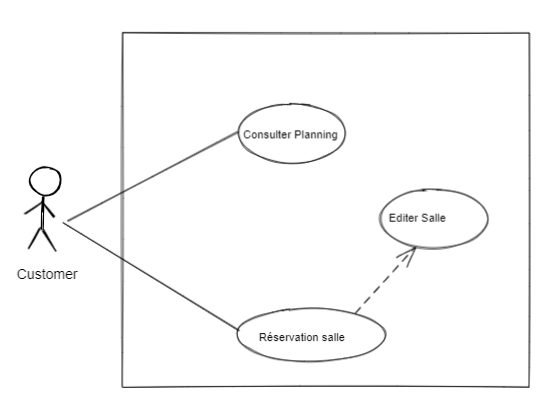 Consulter Planning
Editer Salle
Customer
Réservation salle